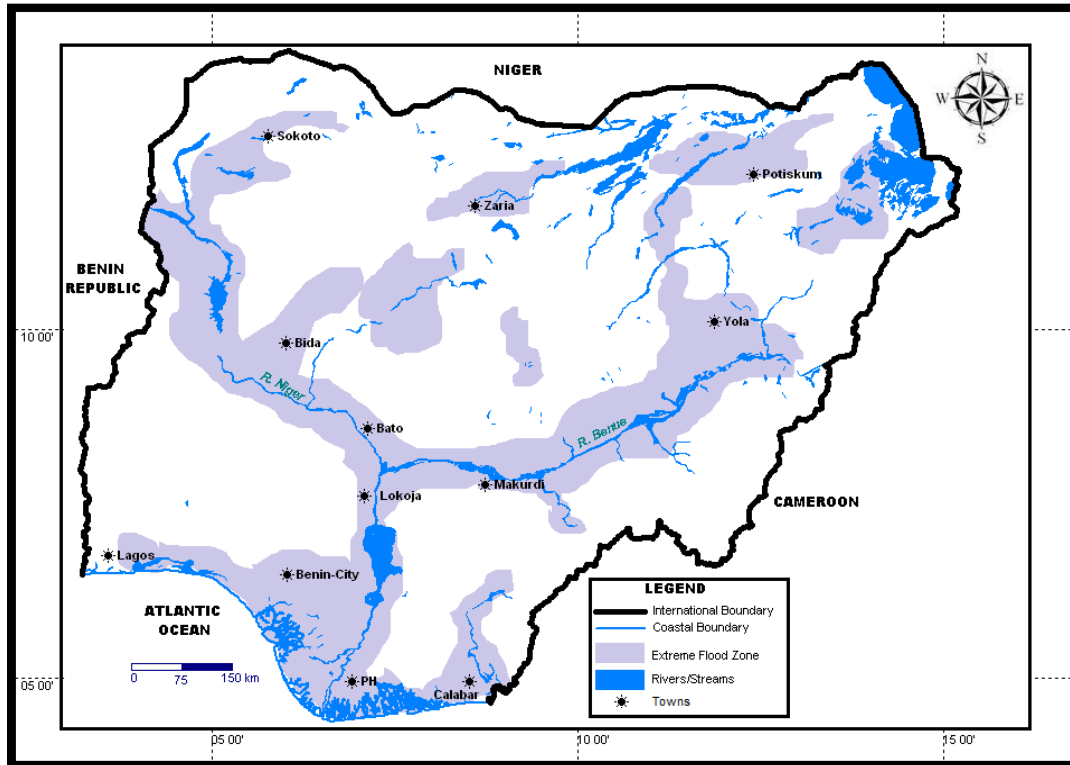 NIGER
N
W
E
S
Sokoto
Potiskum
Zaria
BENIN
REPUBLIC
10 00'
Yola
Bida
R. Niger
Bato
R. Benue
Makurdi
Lokoja
CAMEROON
Lagos
Benin-City
ATLANTIC
OCEAN
0 75 150 km
05 00'
PH
Calabar
LEGEND
International Boundary
Coastal Boundary
Extreme Flood Zone
Rivers/Streams
Towns
05 00'
10 00'
15 00'